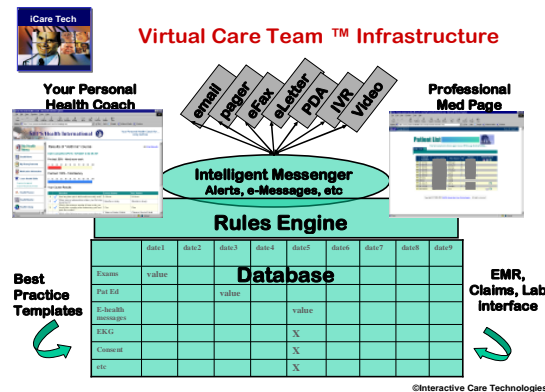 iCare Tech
Virtual Care Team ™ Infrastructure
Your Personal
Health Coach
email
pager
eFax
eLetter
PDA
IVR
Video
Professional
Med Page
Health International
Patient List
Intelligent Messenger
Alerts, e-Messages, etc
Rules Engine
date1 date2 date3 date4 date5 date6 date7 date8 date9
Database
Exams value
Pat Ed value
E-health
messages value
EKG X
Consent X
etc X
Best
Practice
Templates
EMR,
Claims, Lab
interface
©Interactive Care Technologies